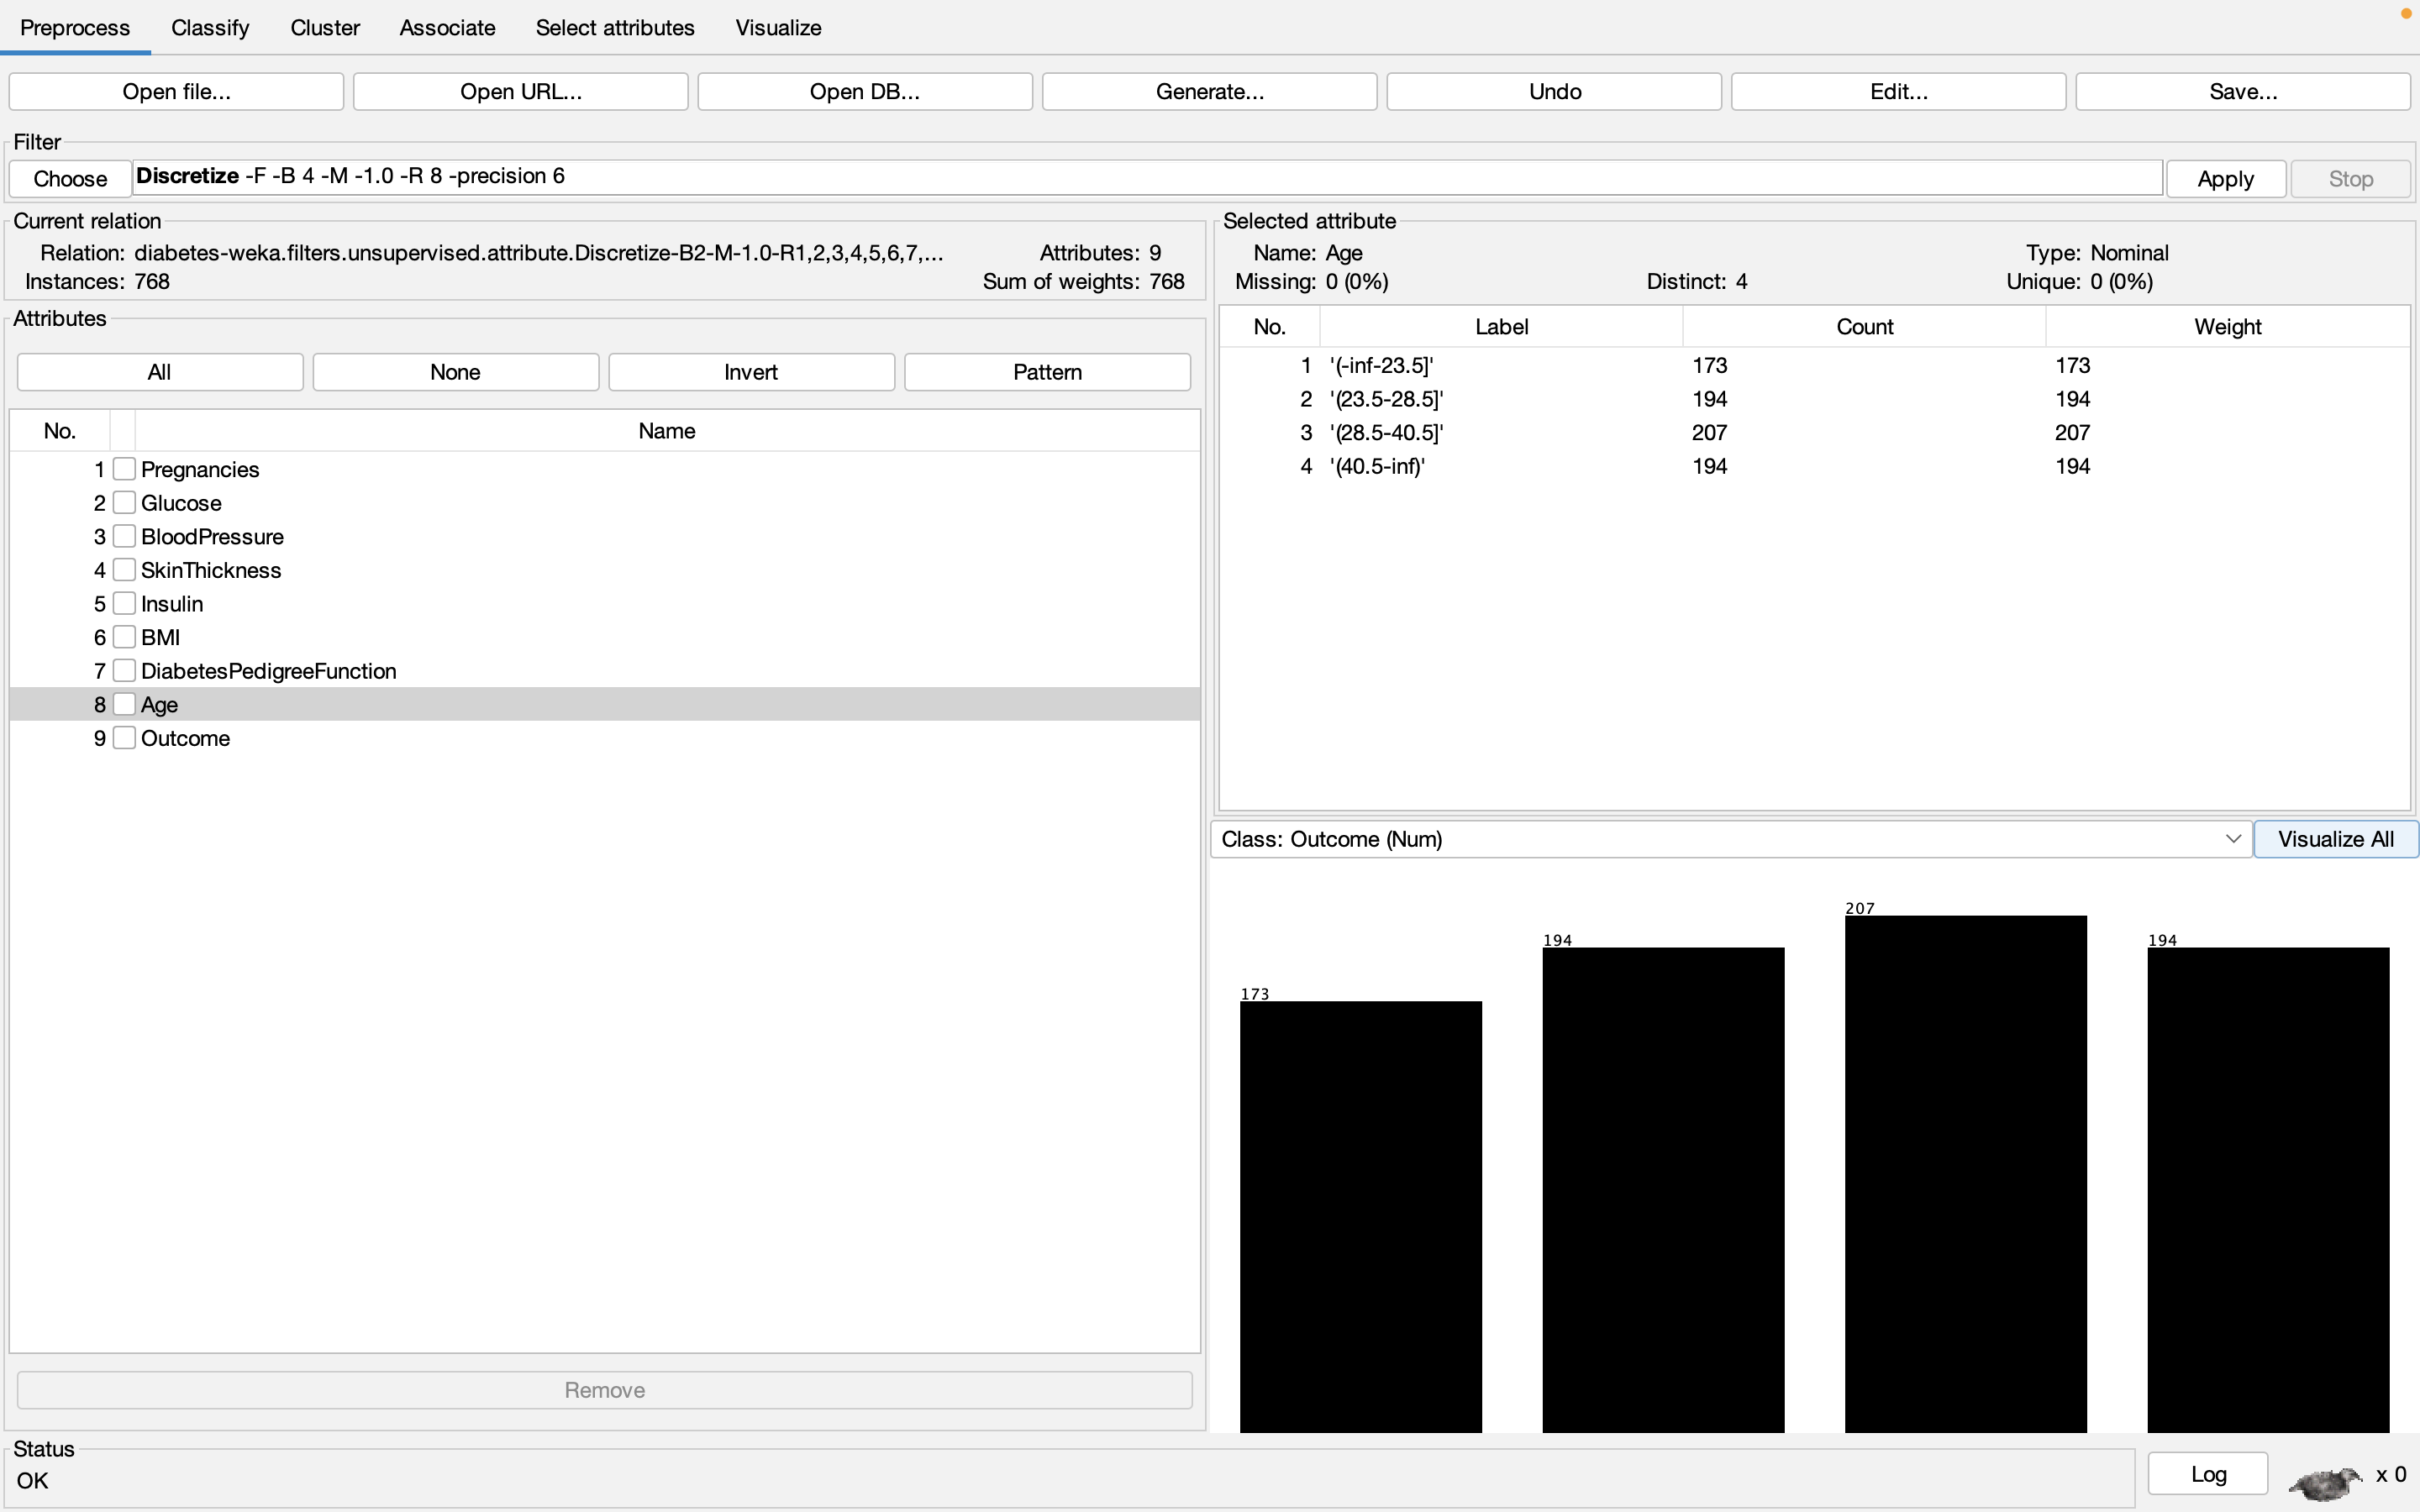 Preprocess Classify Cluster Associate Select attributes Visualize
Open file... Open URL... Open DB... Generate... Undo Edit... Save...
Filter
Choose Discretize -F -B 4 -M -1.0 -R 8 -precision 6 Apply Stop
Current relation
Relation: diabetes-weka.filters.unsupervised.attribute.Discretize-B2-M-1.0-R1,2,3,4,5,6,7,... Attributes: 9
Instances: 768 Sum of weights: 768
Attributes
All None Invert Pattern
No. Name
1 Pregnancies
2 Glucose
3 BloodPressure
4 SkinThickness
5 Insulin
6 BMI
7 DiabetesPedigreeFunction
8 Age
9 Outcome
Remove
Selected attribute
Name: Age Type: Nominal
Missing: 0 (0%) Distinct: 4 Unique: 0 (0%)
No. Label Count Weight
1 '(-inf-23.5]' 173 173
2 '(23.5-28.5]' 194 194
3 '(28.5-40.5]' 207 207
4 '(40.5-inf)' 194 194
Class: Outcome (Num) Visualize All
173 194 207 194
Status
OK
Log x 0